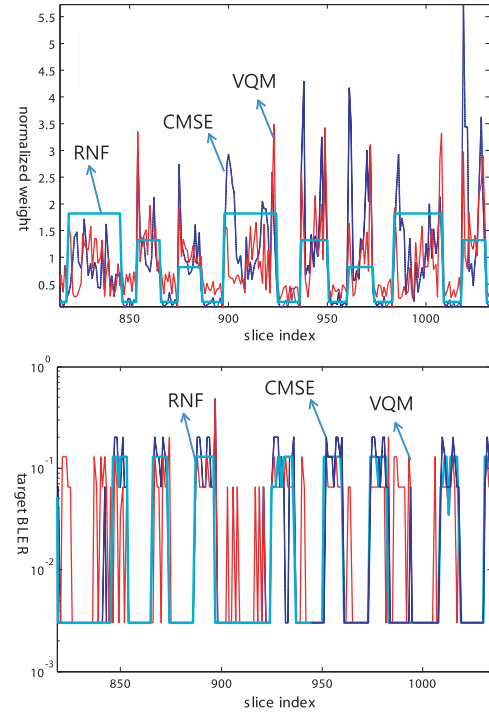 5.5
5
4.5
4
3.5
3
2.5
2
1.5
1
0.5
normalized weight
RNF
CMSE
VQM
850
900
950
1000
slice index
10^0
10^-1
10^-2
10^-3
target BLER
RNF
CMSE
VQM
850
900
950
1000
slice index